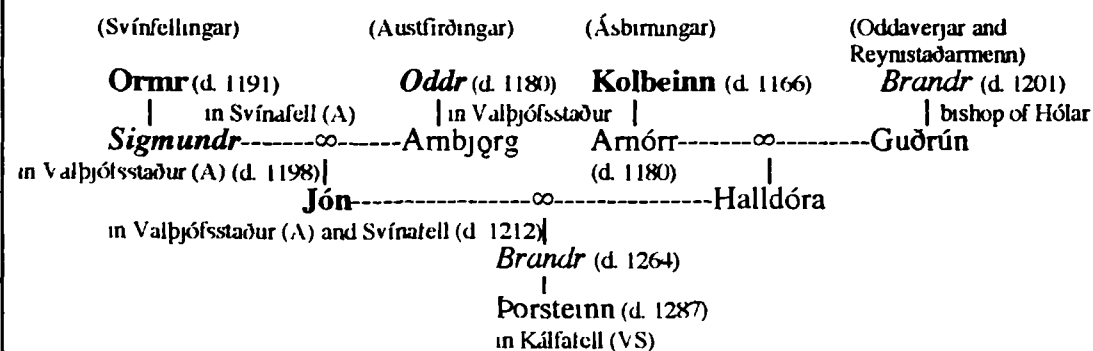 (Svínfellingar) (Austfirðingar) (Ásbirningar) (Oddaverjar and
Reynistaðarmenn)
Ormr (d. 1191) Oddr (d. 1180) Kolbeinn (d. 1166) Brandr (d. 1201)
in Svínafell (A) in Valþjófsstaður bishop of Hólar
Sigmundr-------∞------Arnbjǫrg Arnórr-------∞---------Guðrún
in Valþjófsstaður (A) (d. 1198) (d. 1180)
Jón-----------------∞---------------Halldóra
in Valþjófsstaður (A) and Svínafell (d 1212)
Brandr (d. 1264)
Þorsteinn (d. 1287)
in Kálfafell (VS)